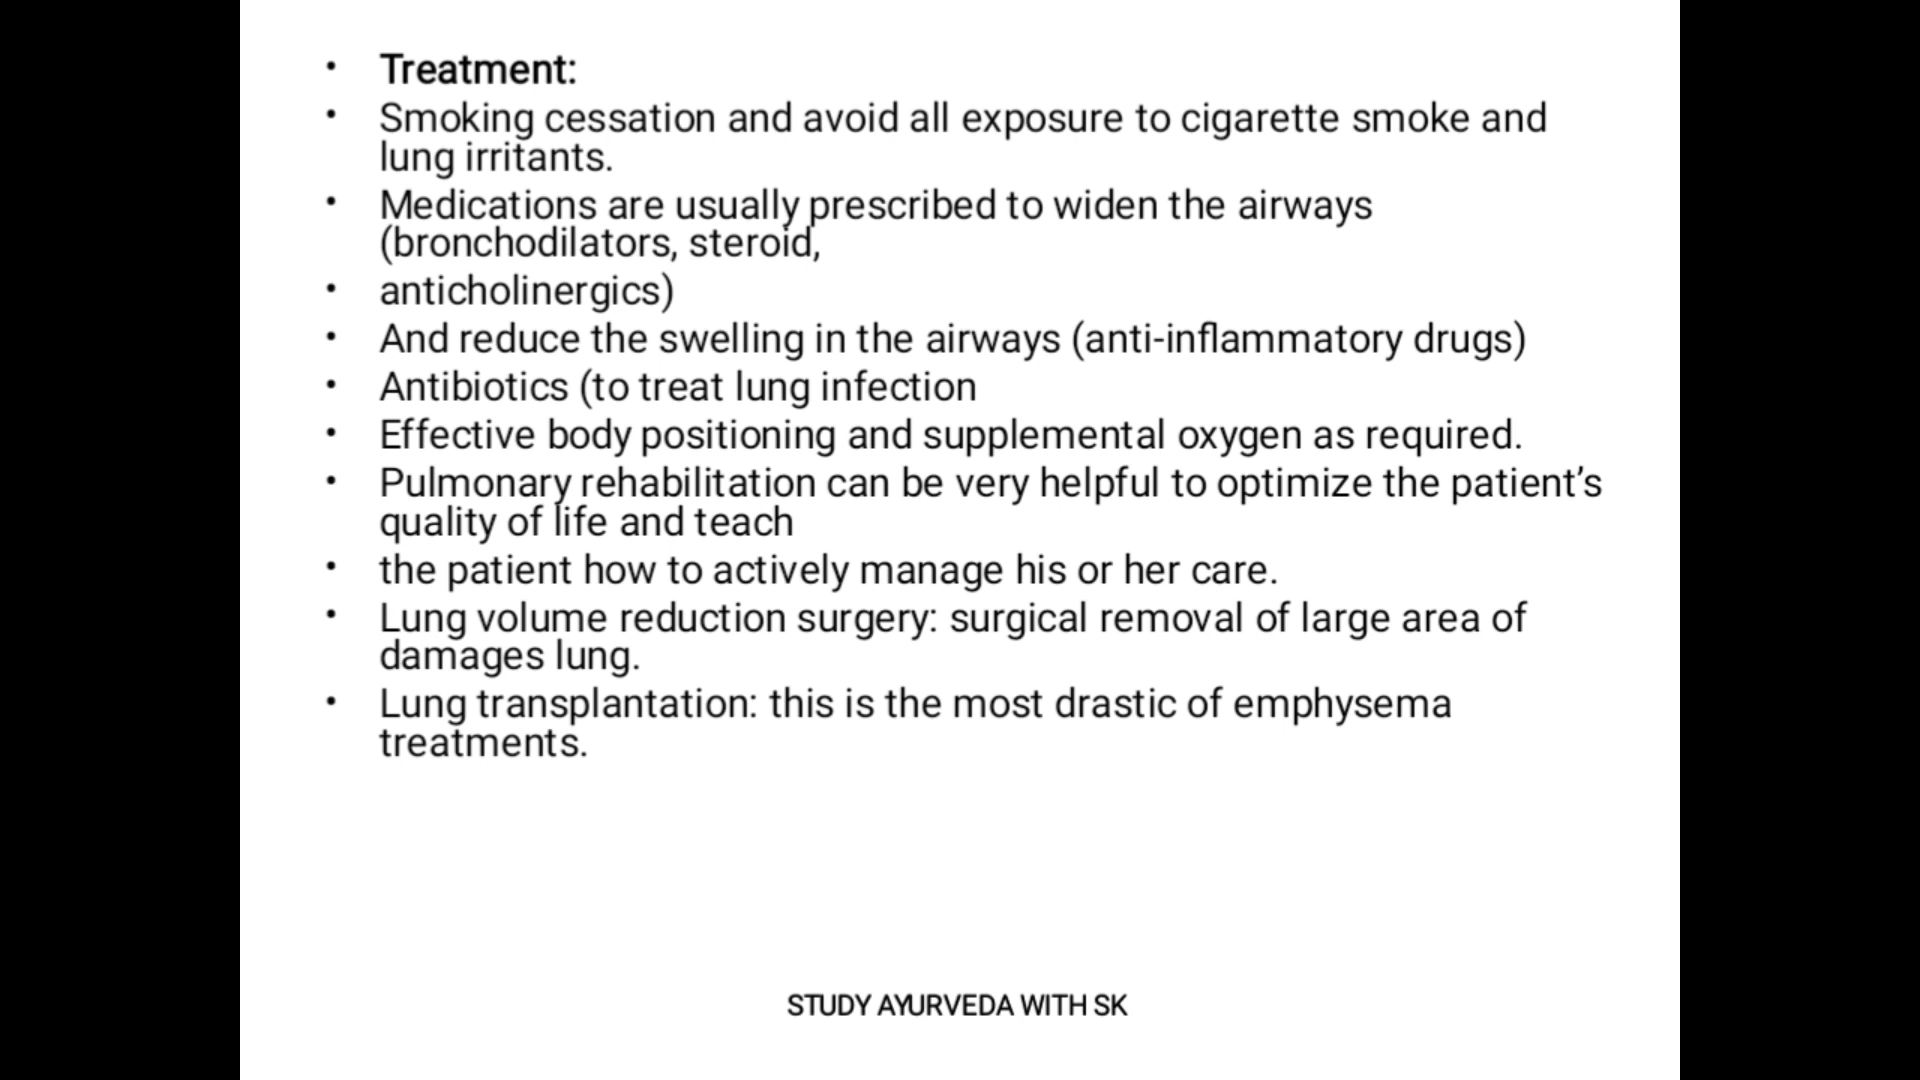 • Treatment:
• Smoking cessation and avoid all exposure to cigarette smoke and
lung irritants.
• Medications are usually prescribed to widen the airways
(bronchodilators, steroid,
• anticholinergics)
• And reduce the swelling in the airways (anti-inflammatory drugs)
• Antibiotics (to treat lung infection
• Effective body positioning and supplemental oxygen as required.
• Pulmonary rehabilitation can be very helpful to optimize the patient’s
quality of life and teach
• the patient how to actively manage his or her care.
• Lung volume reduction surgery: surgical removal of large area of
damages lung.
• Lung transplantation: this is the most drastic of emphysema
treatments.
STUDY AYURVEDA WITH SK